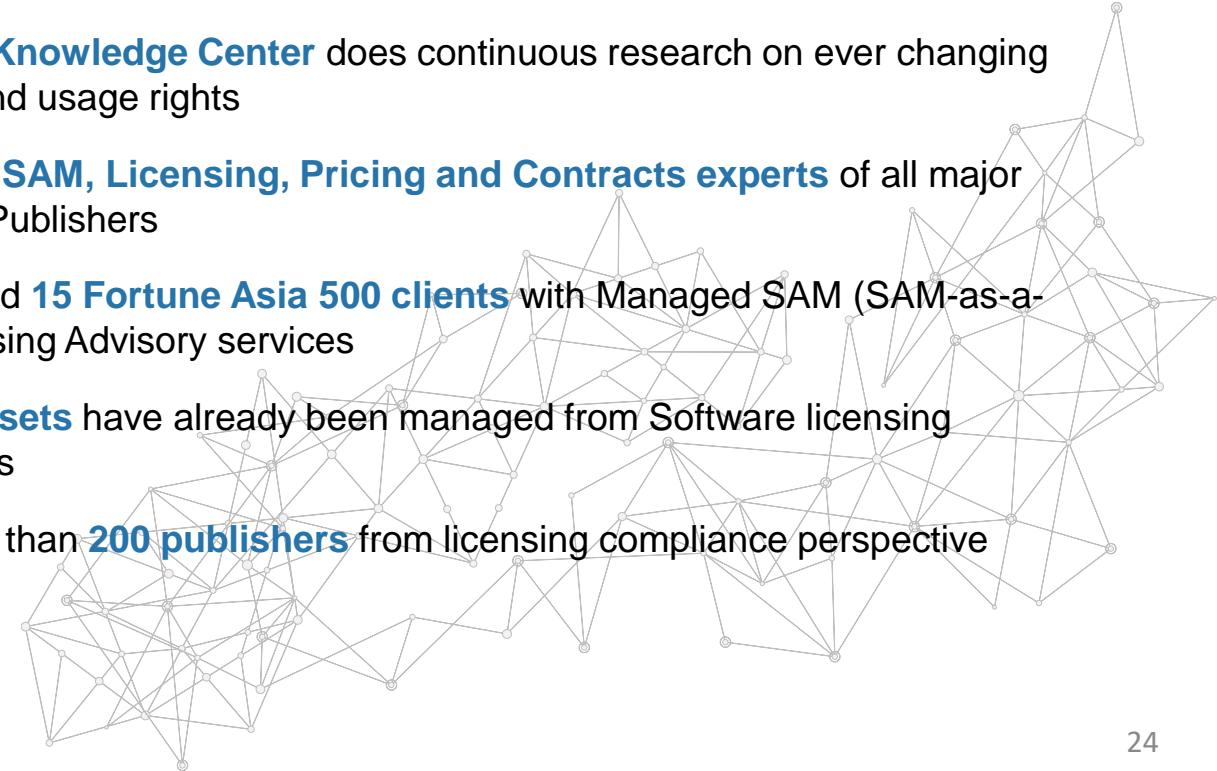 Knowledge Center does continuous research on ever changing
nd usage rights
SAM, Licensing, Pricing and Contracts experts of all major
Publishers
d 15 Fortune Asia 500 clients with Managed SAM (SAM-as-a-
sing Advisory services
sets have already been managed from Software licensing
s
than 200 publishers from licensing compliance perspective
24